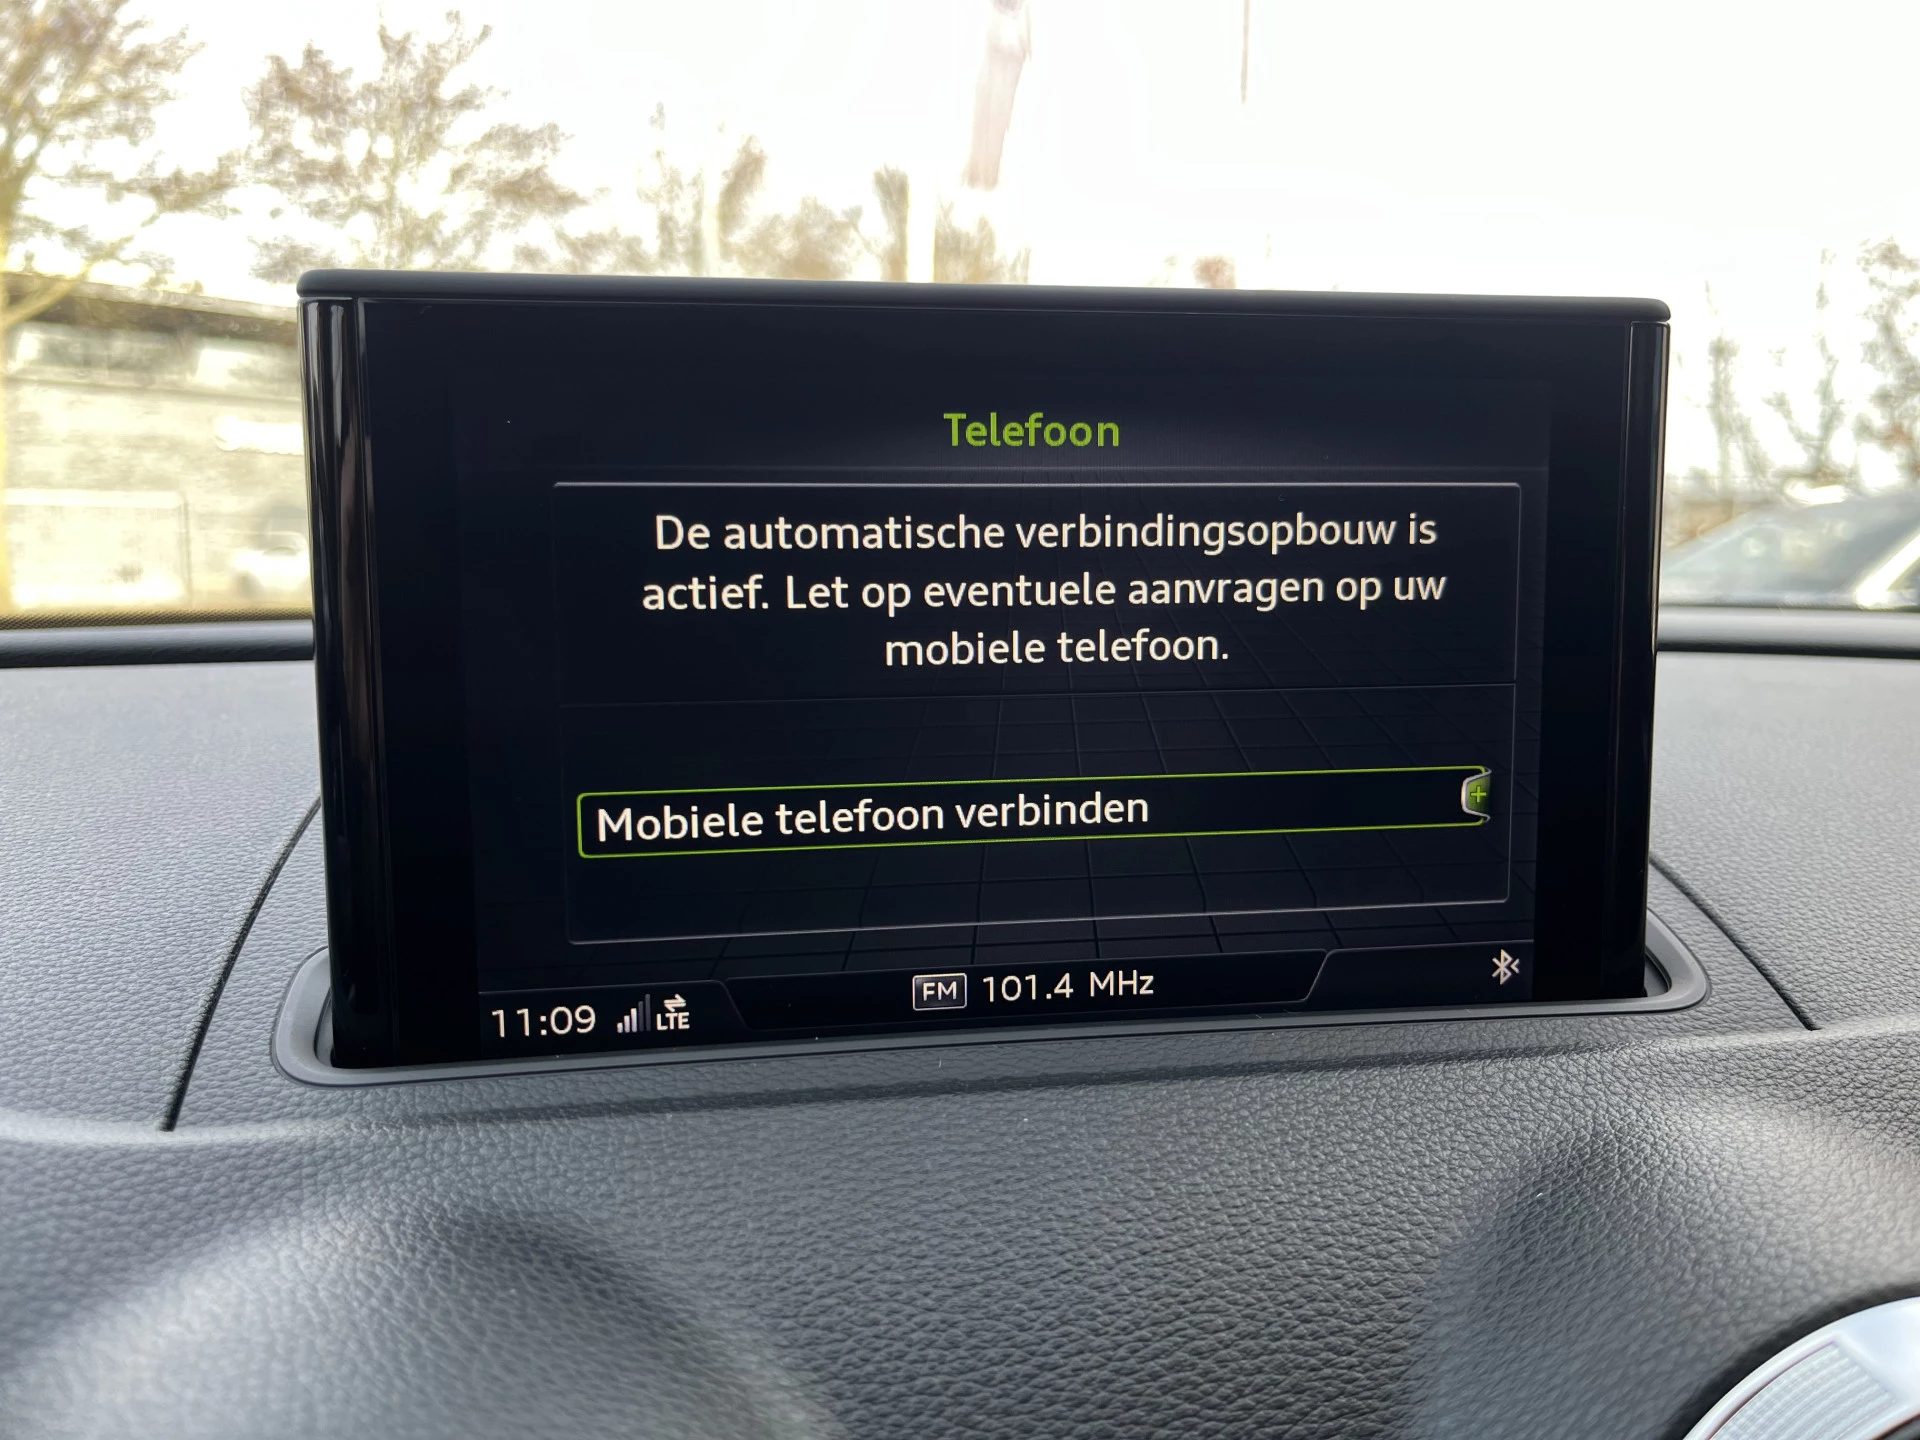 Telefoon
De automatische verbindingsopbouw is
actief. Let op eventuele aanvragen op uw
mobiele telefoon.
Mobiele telefoon verbinden
11:09 LTE FM 101.4 MHz